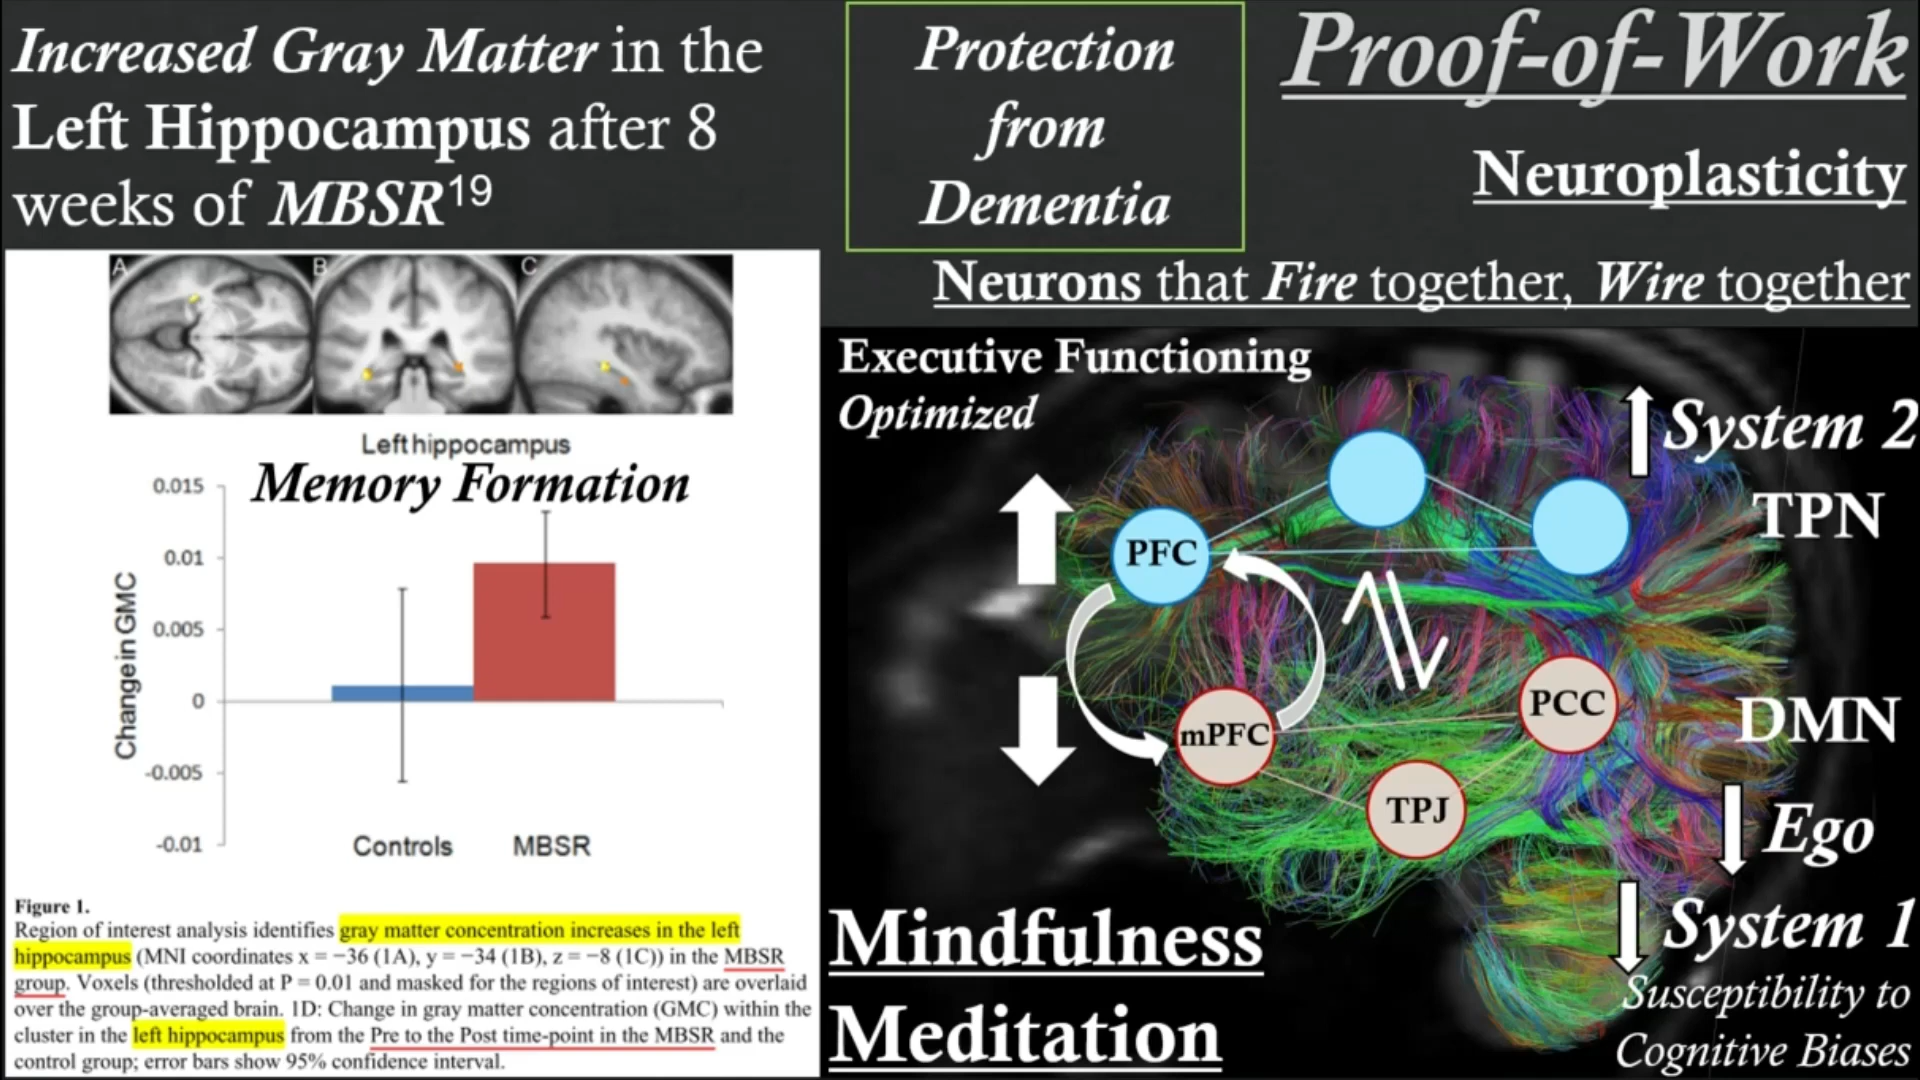 Increased Gray Matter in the
Left Hippocampus after 8
weeks of MBSR19
Protection
from
Dementia
Proof-of-Work
Neuroplasticity
Neurons that Fire together, Wire together
A
B
C
Left hippocampus
Memory Formation
Change in GMC
0.015
0.01
0.005
0
-0.005
-0.01
Controls
MBSR
Figure 1.
Region of interest analysis identifies gray matter concentration increases in the left
hippocampus (MNI coordinates x = −36 (1A), y = −34 (1B), z = −8 (1C)) in the MBSR
group. Voxels (thresholded at P = 0.01 and masked for the regions of interest) are overlaid
over the group-averaged brain. 1D: Change in gray matter concentration (GMC) within the
cluster in the left hippocampus from the Pre to the Post time-point in the MBSR and the
control group; error bars show 95% confidence interval.
Executive Functioning
Optimized
System 2
TPN
PFC
mPFC
PCC
TPJ
DMN
Ego
System 1
Susceptibility to
Cognitive Biases
Mindfulness
Meditation